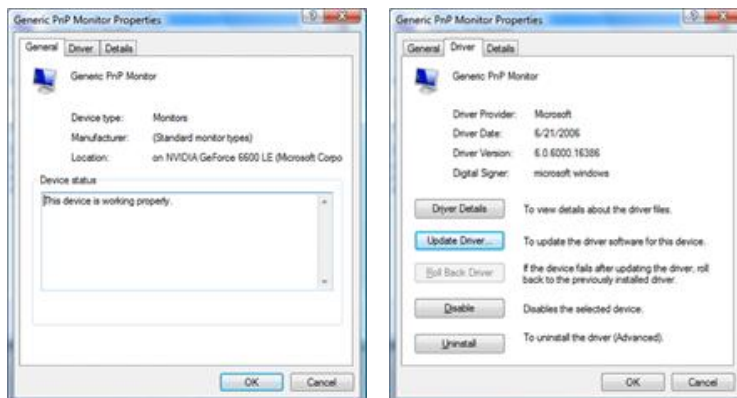 Generic PnP Monitor Properties
General Driver Details
Generic PnP Monitor
Device type: Monitors
Manufacturer: (Standard monitor types)
Location: on NVIDIA GeForce 6600 LE (Microsoft Corpo
Device status
This device is working properly.
OK Cancel
Generic PnP Monitor Properties
General Driver Details
Generic PnP Monitor
Driver Provider: Microsoft
Driver Date: 6/21/2006
Driver Version: 6.0.6000.16386
Digital Signer: microsoft windows
Driver Details To view details about the driver files.
Update Driver... To update the driver software for this device.
Roll Back Driver If the device fails after updating the driver, roll
back to the previously installed driver.
Disable Disables the selected device.
Uninstall To uninstall the driver (Advanced).
OK Cancel